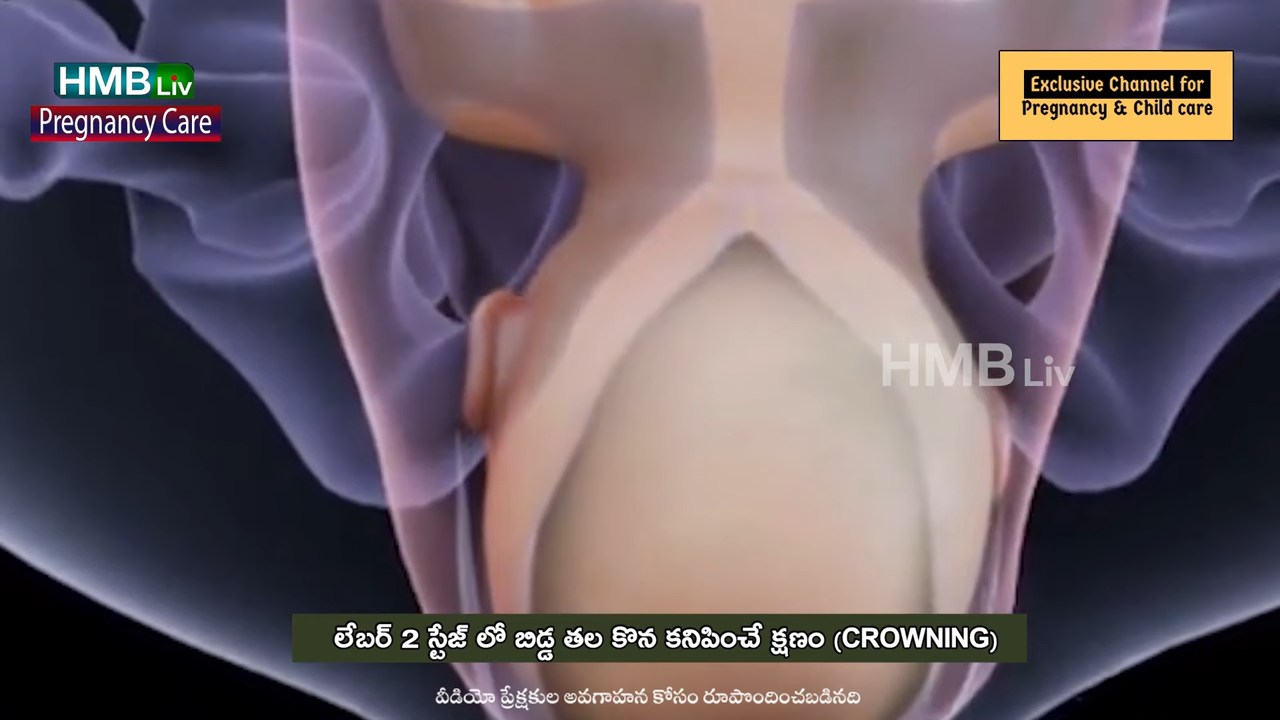 HMB Liv
Pregnancy Care
Exclusive Channel for
Pregnancy & Child care
HMB Liv
లేబర్ 2 స్టేజ్ లో బిడ్డ తల కొన కనిపించే క్షణం (CROWNING)
వీడియో ప్రేక్షకుల అవగాహన కోసం రూపొందించబడినది